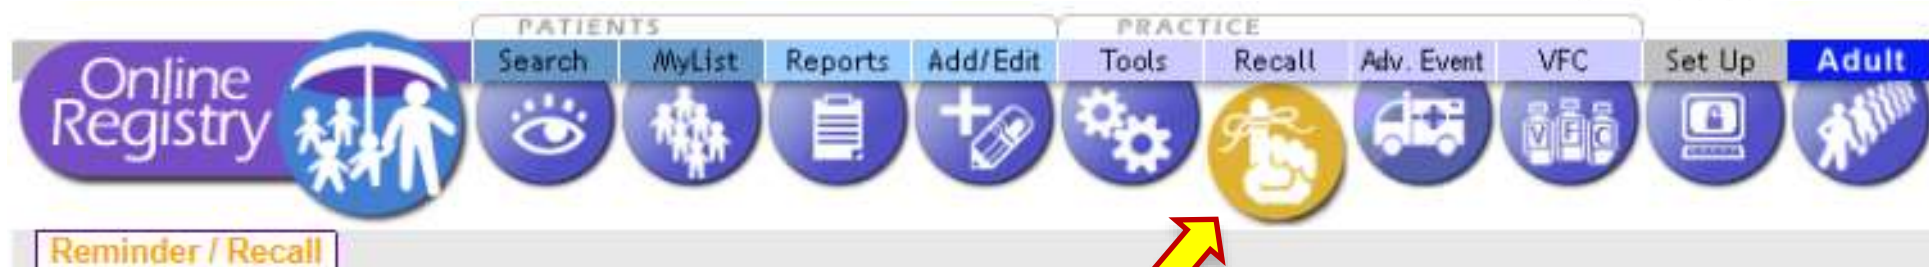 PATIENTS PRACTICE
Online
Registry
Search MyList Reports Add/Edit Tools Recall Adv. Event VFC Set Up Adult
V F C
Reminder / Recall